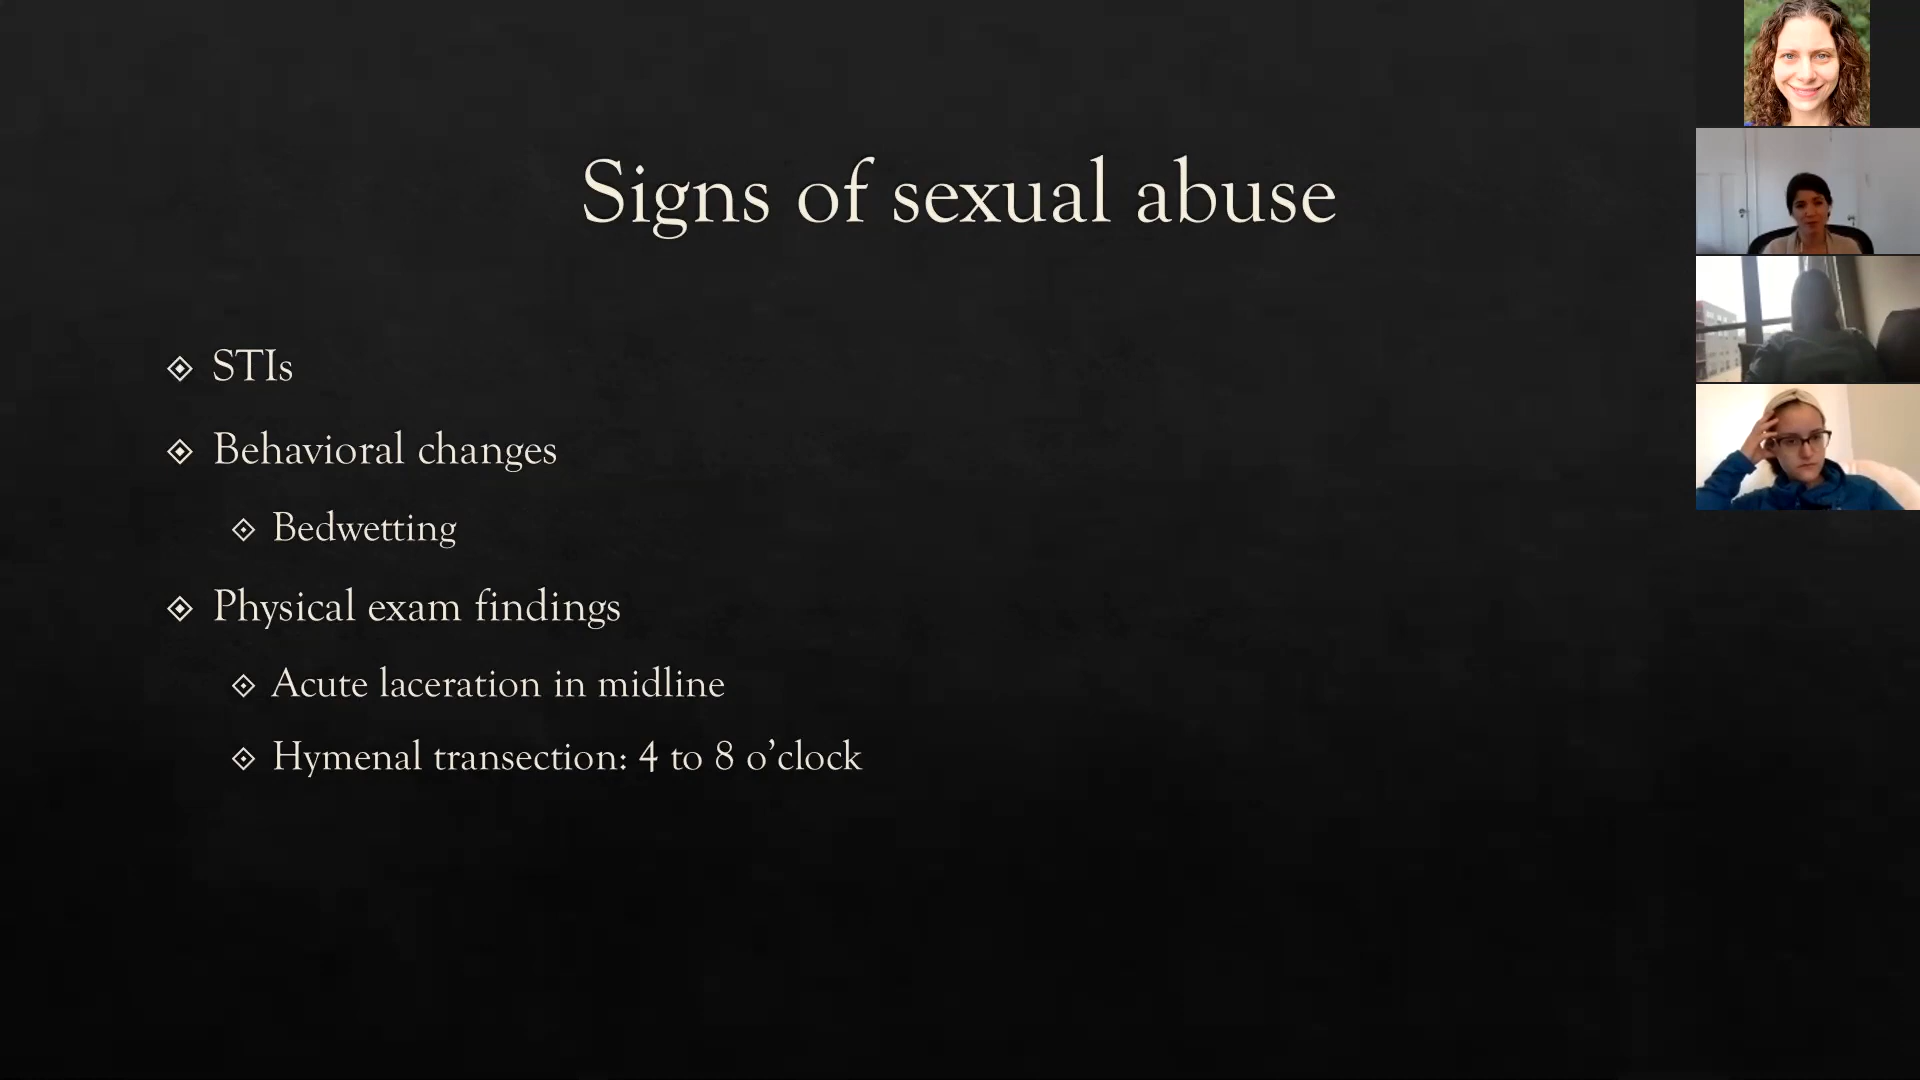 Signs of sexual abuse
STIs
Behavioral changes
Bedwetting
Physical exam findings
Acute laceration in midline
Hymenal transection: 4 to 8 o’clock